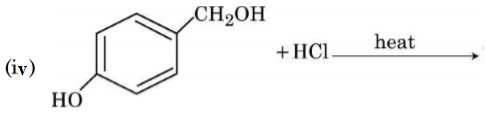 CH₂OH
+ HCl heat
(iv)
HO